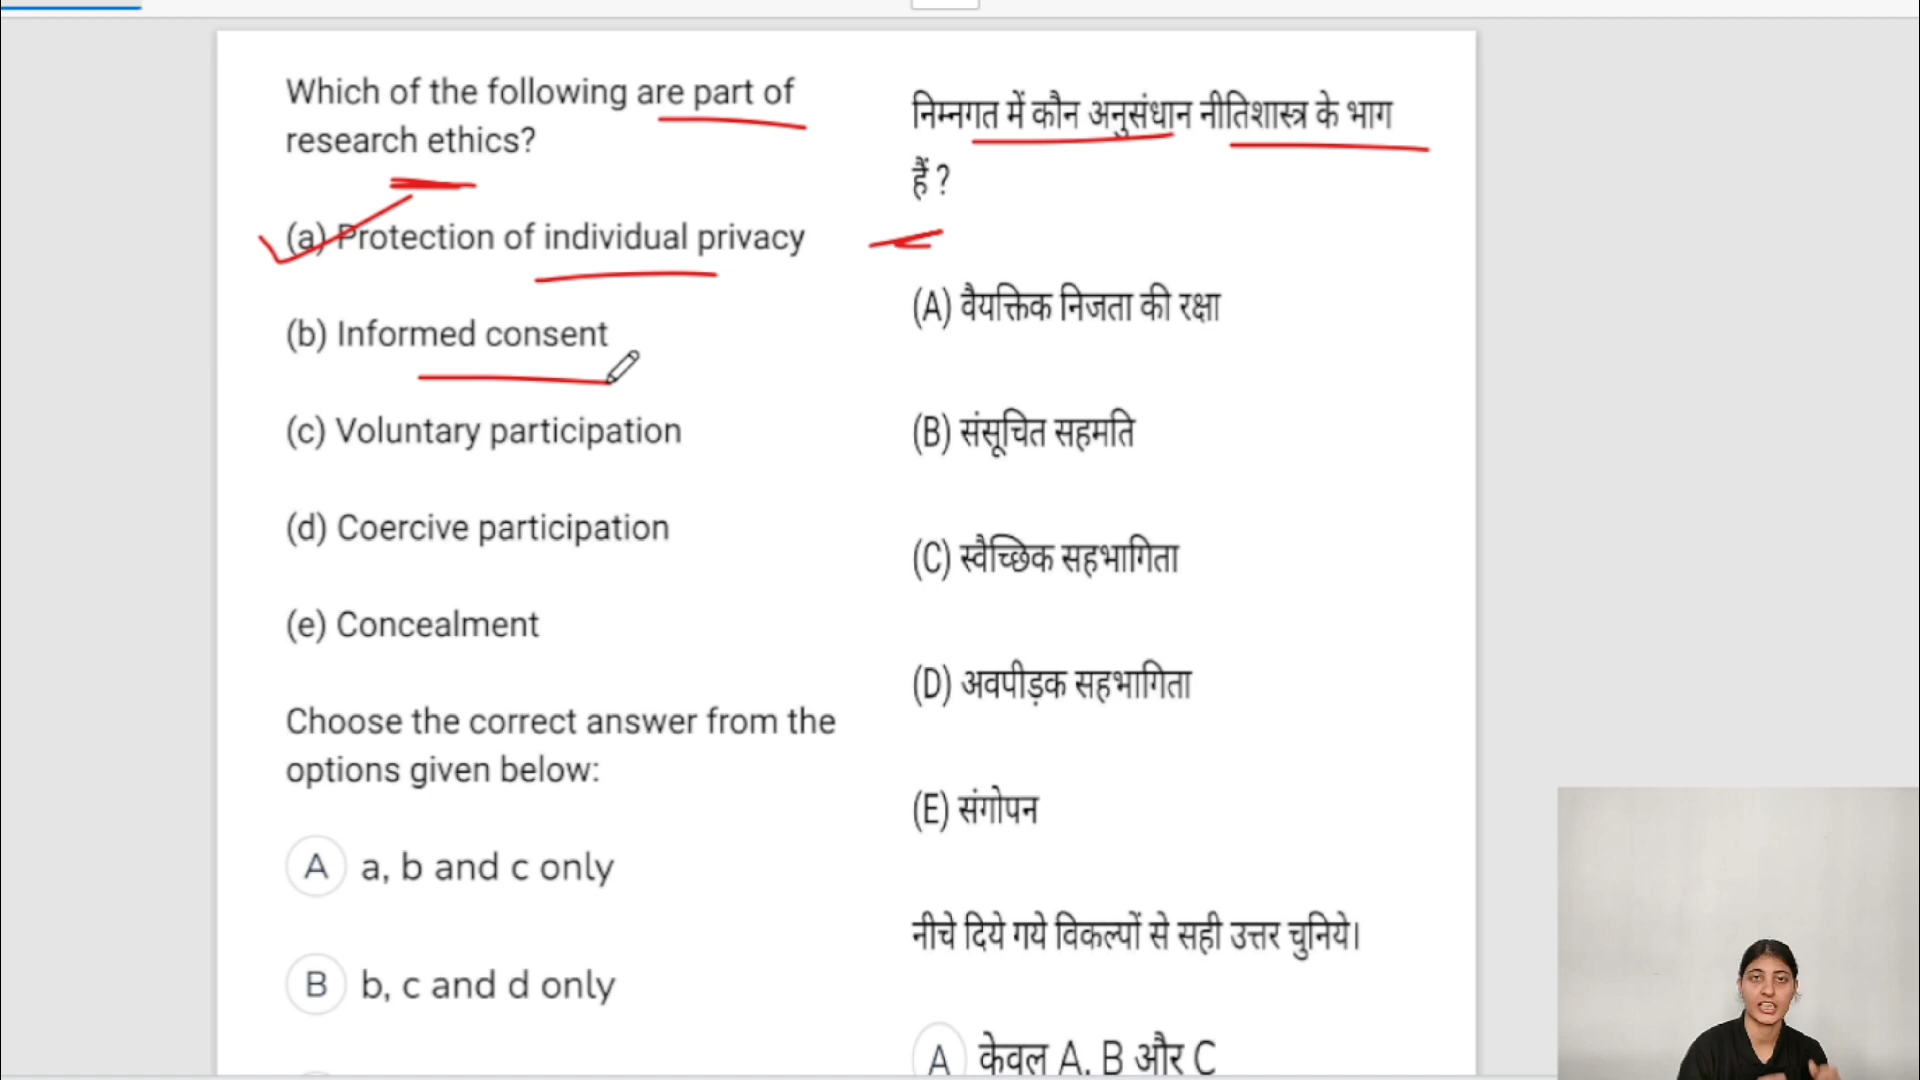 Which of the following are part of
research ethics?
(a) Protection of individual privacy
(b) Informed consent
(c) Voluntary participation
(d) Coercive participation
(e) Concealment
Choose the correct answer from the
options given below:
A a, b and c only
B b, c and d only
निम्नगत में कौन अनुसंधान नीतिशास्त्र के भाग
हैं ?
(A) वैयक्तिक निजता की रक्षा
(B) संसूचित सहमति
(C) स्वैच्छिक सहभागिता
(D) अवपीड़क सहभागिता
(E) संगोपन
नीचे दिये गये विकल्पों से सही उत्तर चुनिये।
A केवल A, B और C